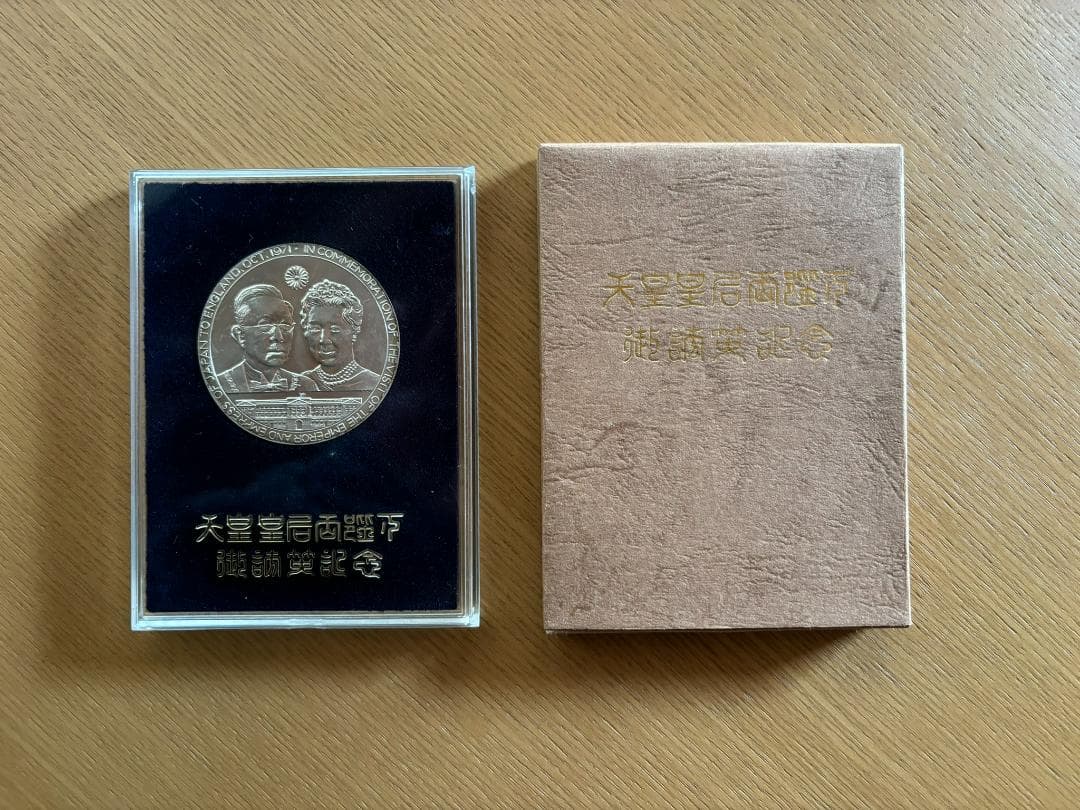 IN COMMEMORATION OF THE VISIT OF THE EMPEROR AND EMPRESS OF JAPAN TO ENGLAND, OCT. 1971 -
天皇皇后両陛下
御訪英記念
天皇皇后両陛下
御訪英記念